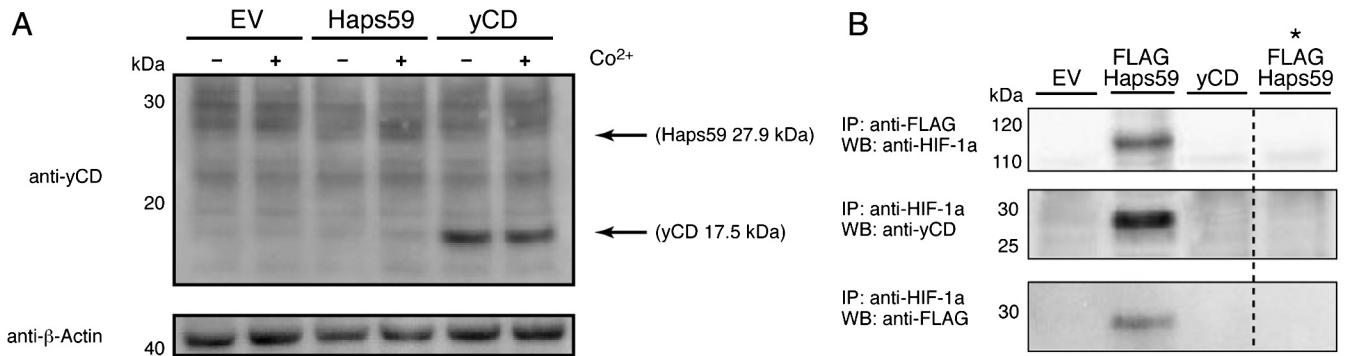 A
EV Haps59 yCD
kDa - + - + - + Co2+
30
(Haps59 27.9 kDa)
anti-yCD
20
(yCD 17.5 kDa)
anti-β-Actin
40
B
*
FLAG FLAG
EV Haps59 yCD Haps59
kDa
IP: anti-FLAG 120
WB: anti-HIF-1a
110
IP: anti-HIF-1a 30
WB: anti-yCD
25
IP: anti-HIF-1a
WB: anti-FLAG 30